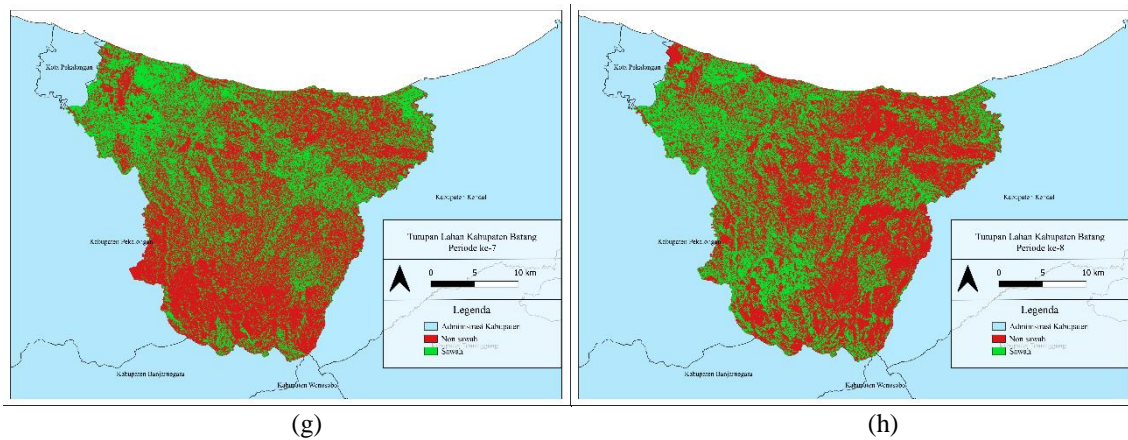 Kota Pekalongan
Kabupaten Kendal
Kabupaten Pekalongan
Tutupan Lahan Kabupaten Batang
Periode ke-7
0 5 10 km
Legenda
Administrasi Kabupaten
Non sawah
Sawah
Kabupaten Banjarnegara
Kabupaten Wonosobo
(g)
Kota Pekalongan
Kabupaten Kendal
Kabupaten Pekalongan
Tutupan Lahan Kabupaten Batang
Periode ke-8
0 5 10 km
Legenda
Administrasi Kabupaten
Non sawah
Sawah
Kabupaten Banjarnegara
Kabupaten Wonosobo
(h)